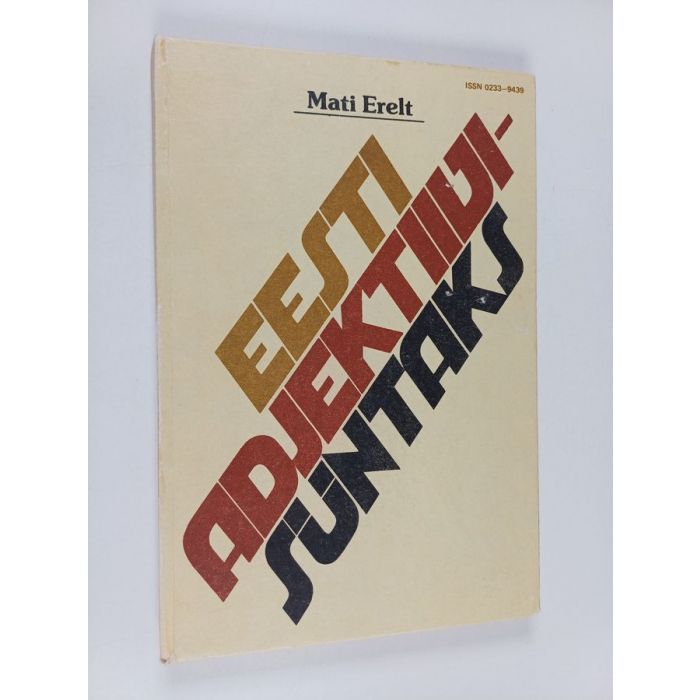 ISSN 0233–9439
Mati Erelt
EESTI
ADJEKTIIVI-
SÜNTAKS